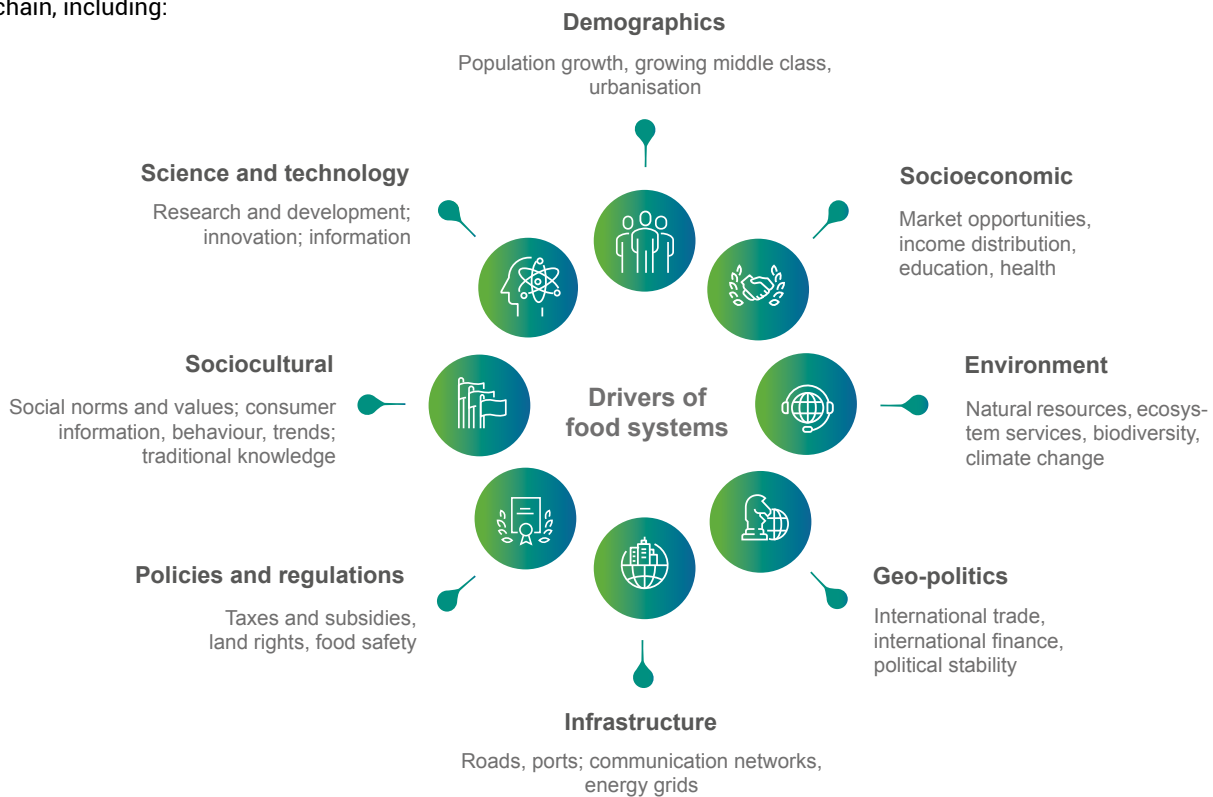 chain, including:
Demographics
Population growth, growing middle class,
urbanisation
Science and technology
Research and development;
innovation; information
Socioeconomic
Market opportunities,
income distribution,
education, health
Sociocultural
Social norms and values; consumer
information, behaviour, trends;
traditional knowledge
Drivers of
food systems
Environment
Natural resources, ecosys-
tem services, biodiversity,
climate change
Policies and regulations
Taxes and subsidies,
land rights, food safety
Geo-politics
International trade,
international finance,
political stability
Infrastructure
Roads, ports; communication networks,
energy grids